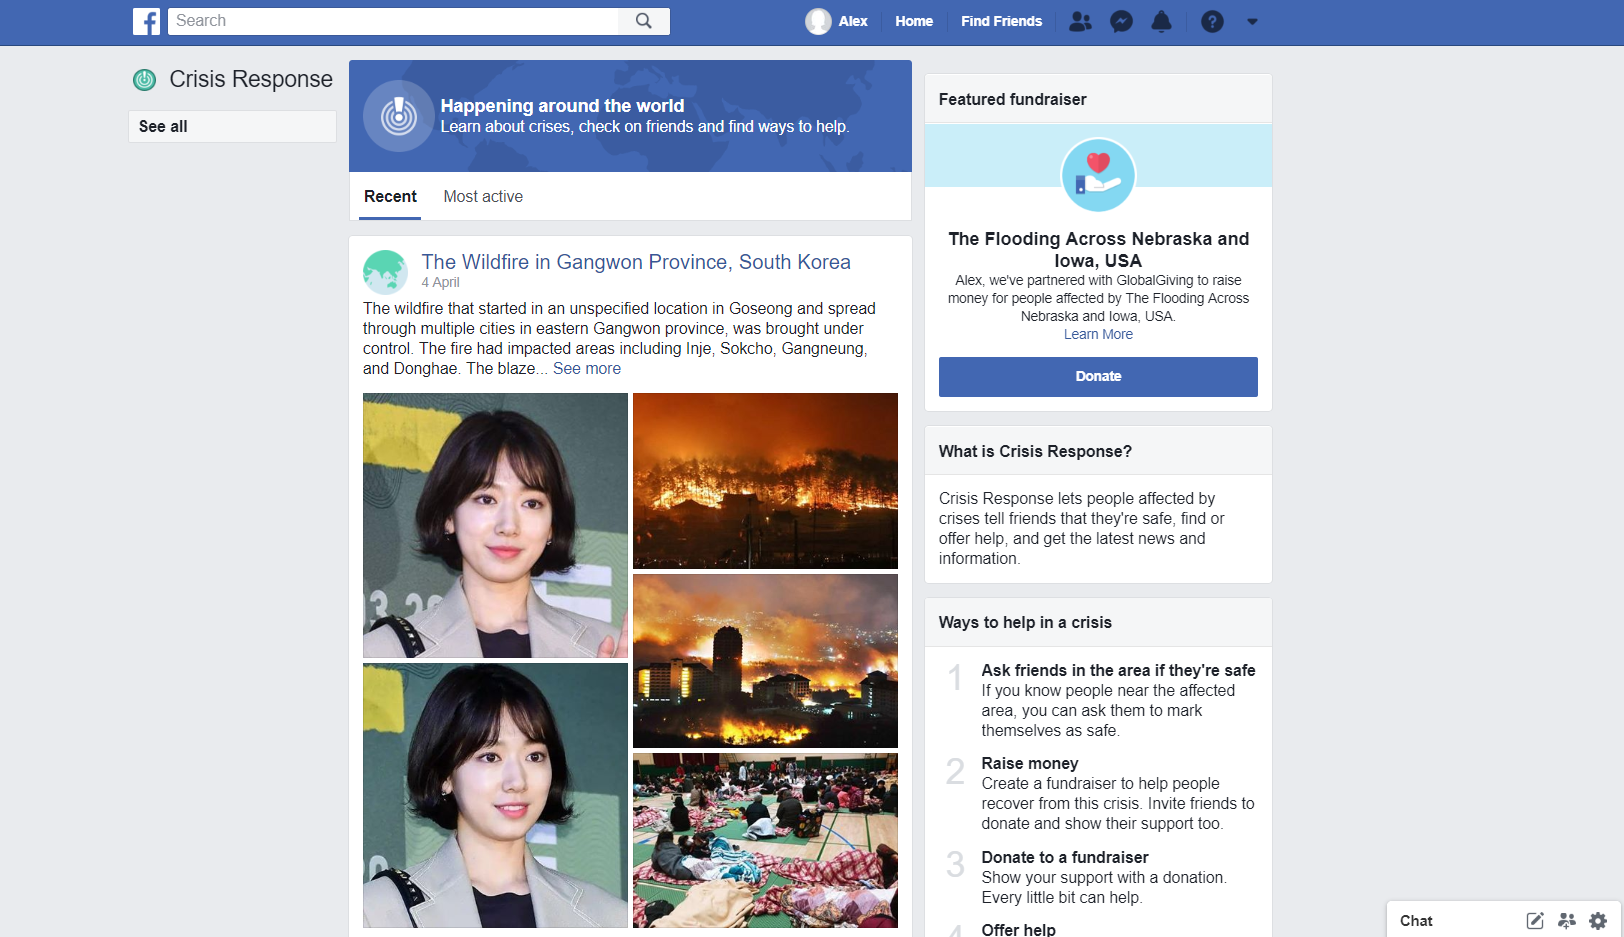 Search
Alex
Home
Find Friends
Crisis Response
See all
Happening around the world
Learn about crises, check on friends and find ways to help.
Recent
Most active
The Wildfire in Gangwon Province, South Korea
4 April
The wildfire that started in an unspecified location in Goseong and spread
through multiple cities in eastern Gangwon province, was brought under
control. The fire had impacted areas including Inje, Sokcho, Gangneung,
and Donghae. The blaze... See more
Featured fundraiser
The Flooding Across Nebraska and
Iowa, USA
Alex, we've partnered with GlobalGiving to raise
money for people affected by The Flooding Across
Nebraska and Iowa, USA.
Learn More
Donate
What is Crisis Response?
Crisis Response lets people affected by
crises tell friends that they're safe, find or
offer help, and get the latest news and
information.
Ways to help in a crisis
1
Ask friends in the area if they're safe
If you know people near the affected
area, you can ask them to mark
themselves as safe.
2
Raise money
Create a fundraiser to help people
recover from this crisis. Invite friends to
donate and show their support too.
3
Donate to a fundraiser
Show your support with a donation.
Every little bit can help.
4
Offer help
Chat